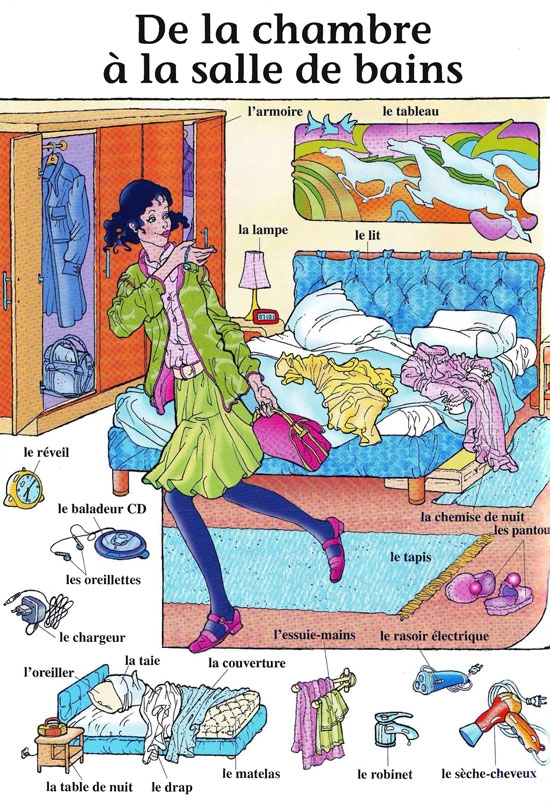 De la chambre
à la salle de bains
l'armoire
le tableau
la lampe
le lit
le réveil
le baladeur CD
la chemise de nuit
les pantou
les oreillettes
le tapis
le chargeur
l'essuie-mains
le rasoir électrique
l'oreiller
la taie
la couverture
la table de nuit
le drap
le matelas
le robinet
le sèche-cheveux